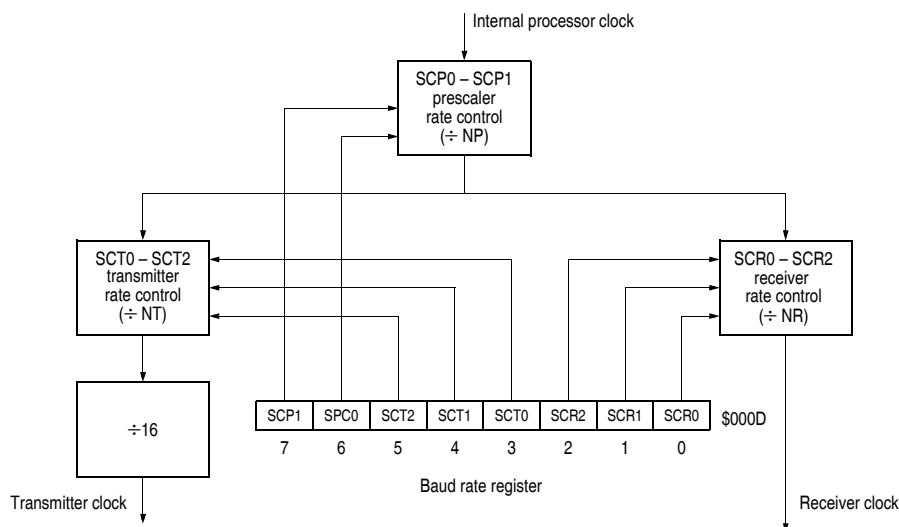 Internal processor clock
SCP0 – SCP1
prescaler
rate control
(÷ NP)
SCT0 – SCT2
transmitter
rate control
(÷ NT)
SCR0 – SCR2
receiver
rate control
(÷ NR)
÷16
SCP1 SPC0 SCT2 SCT1 SCT0 SCR2 SCR1 SCR0 $000D
7 6 5 4 3 2 1 0
Baud rate register
Transmitter clock
Receiver clock